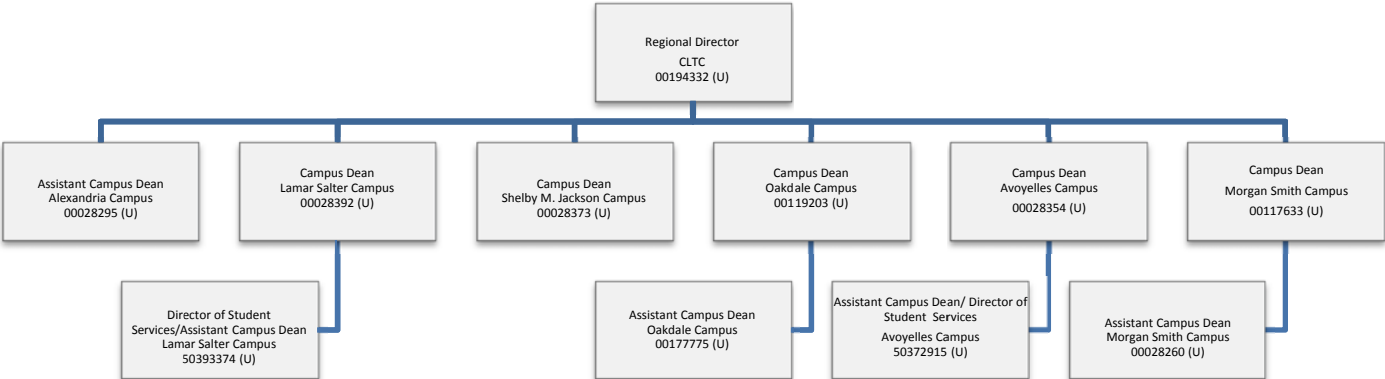 Regional Director
CLTC
00194332 (U)
Assistant Campus Dean
Alexandria Campus
00028295 (U)
Campus Dean
Lamar Salter Campus
00028392 (U)
Campus Dean
Shelby M. Jackson Campus
00028373 (U)
Campus Dean
Oakdale Campus
00119203 (U)
Campus Dean
Avoyelles Campus
00028354 (U)
Campus Dean
Morgan Smith Campus
00117633 (U)
Director of Student
Services/Assistant Campus Dean
Lamar Salter Campus
50393374 (U)
Assistant Campus Dean
Oakdale Campus
00177775 (U)
Assistant Campus Dean/ Director of
Student Services
Avoyelles Campus
50372915 (U)
Assistant Campus Dean
Morgan Smith Campus
00028260 (U)